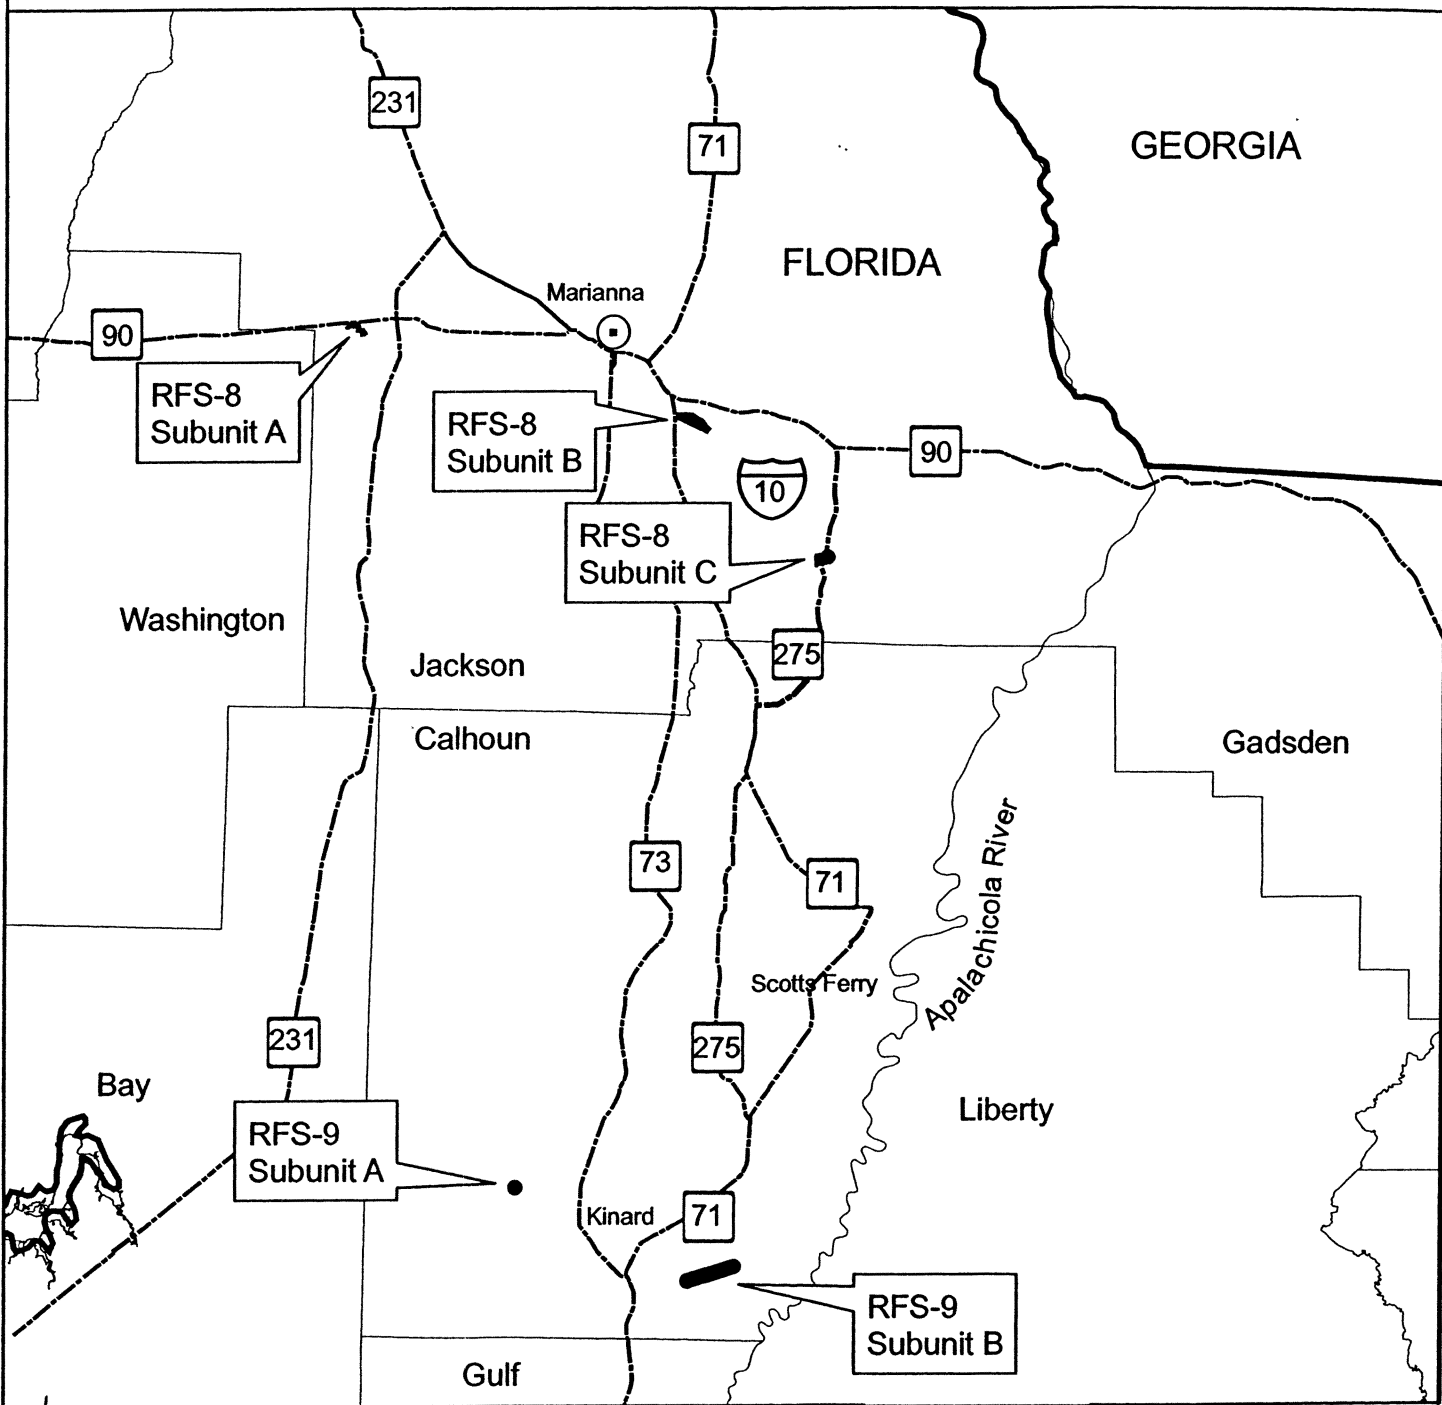 231
71
GEORGIA
FLORIDA
Marianna
90
RFS-8
Subunit A
RFS-8
Subunit B
90
10
RFS-8
Subunit C
Washington
275
Jackson
Calhoun
Gadsden
73
71
Apalachicola River
Scotts Ferry
231
275
Bay
Liberty
RFS-9
Subunit A
Kinard
71
RFS-9
Subunit B
Gulf